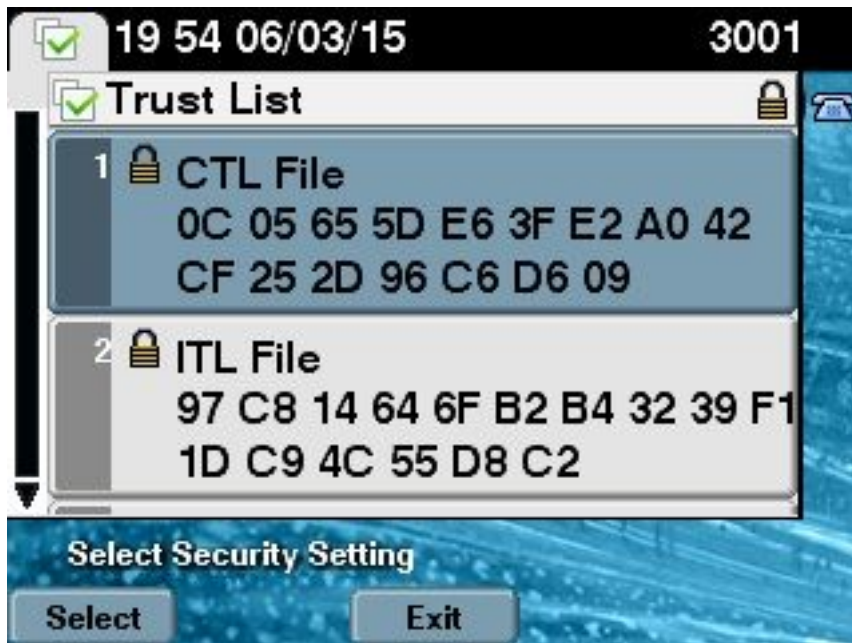 19 54 06/03/15 3001
Trust List
1 CTL File
0C 05 65 5D E6 3F E2 A0 42
CF 25 2D 96 C6 D6 09
2 ITL File
97 C8 14 64 6F B2 B4 32 39 F1
1D C9 4C 55 D8 C2
Select Security Setting
Select Exit